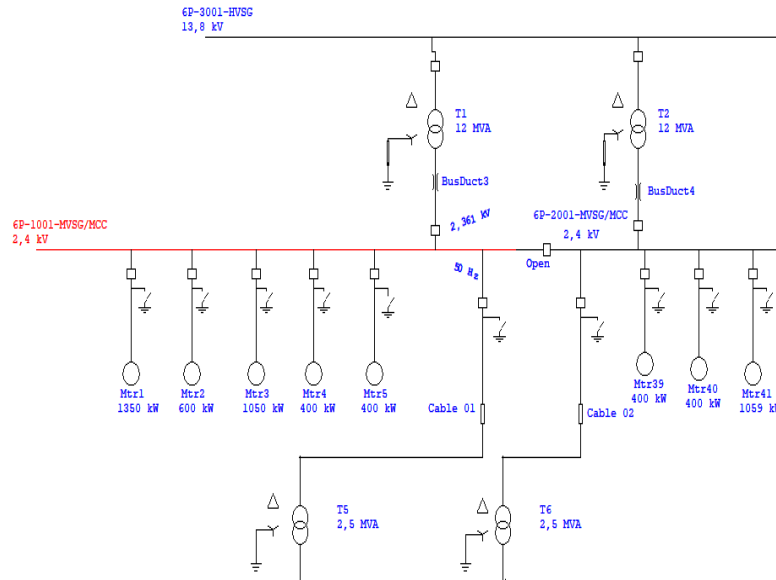 6P-3001-HVSG
13,8 kV
T1
12 MVA
T2
12 MVA
BusDuct3
BusDuct4
6P-1001-MVSG/MCC
2,4 kV
2,361 kV
6P-2001-MVSG/MCC
2,4 kV
50 Hz
Open
Mtr1
1350 kW
Mtr2
600 kW
Mtr3
1050 kW
Mtr4
400 kW
Mtr5
400 kW
Mtr39
400 kW
Mtr40
400 kW
Mtr41
1059 kW
Cable 01
Cable 02
T5
2,5 MVA
T6
2,5 MVA